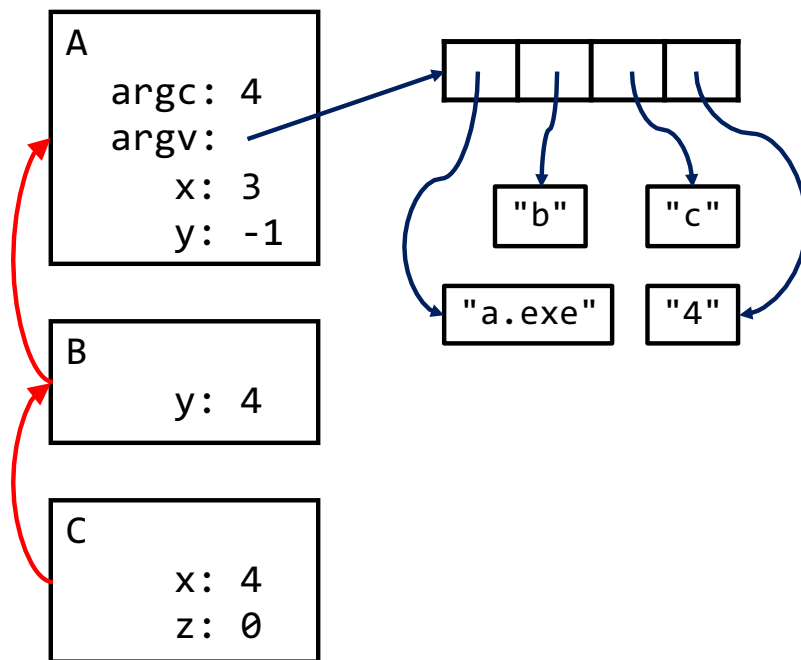 A
argc: 4
argv:
x: 3
y: -1
"b"
"c"
"a.exe"
"4"
B
y: 4
C
x: 4
z: 0